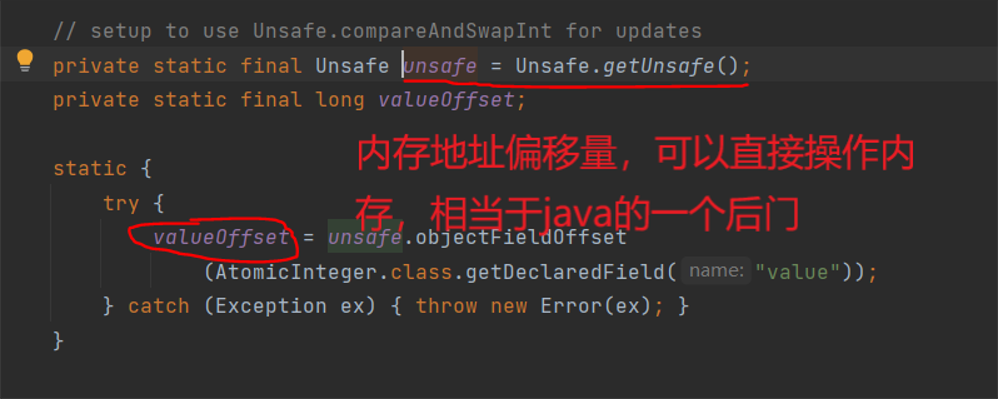 // setup to use Unsafe.compareAndSwapInt for updates
private static final Unsafe unsafe = Unsafe.getUnsafe();
private static final long valueOffset;
static {
内存地址偏移量，可以直接操作内
try {
存，相当于java的一个后门
valueOffset = unsafe.objectFieldOffset
(AtomicInteger.class.getDeclaredField( name: "value"));
} catch (Exception ex) { throw new Error(ex); }
}